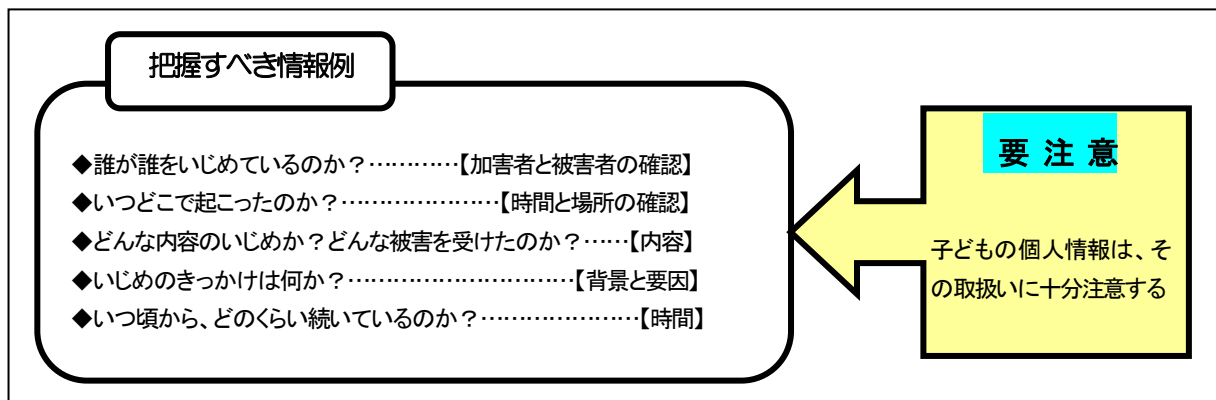 把握すべき情報例
◆誰が誰をいじめているのか？…………【加害者と被害者の確認】
◆いつどこで起こったのか？…………………【時間と場所の確認】
◆どんな内容のいじめか？どんな被害を受けたのか？……【内容】
◆いじめのきっかけは何か？…………………………【背景と要因】
◆いつ頃から、どのくらい続いているのか？…………………【時間】
要 注 意
子どもの個人情報は、そ
の取扱いに十分注意する